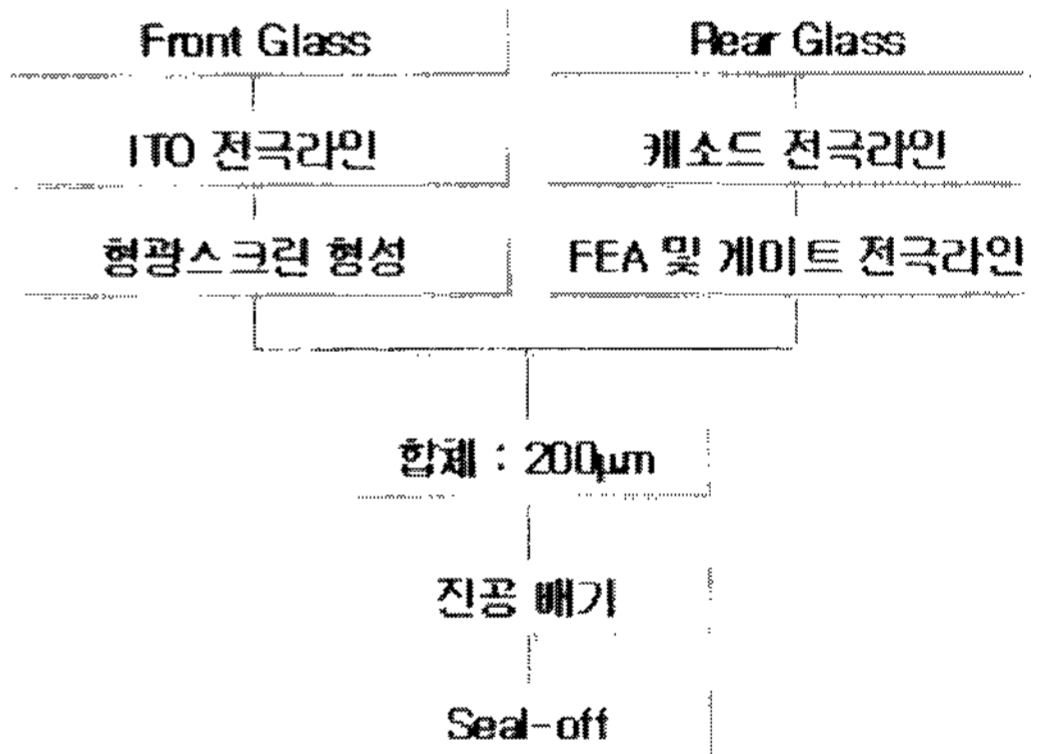 Front Glass
Rear Glass
ITO 전극라인
캐소드 전극라인
형광스크린 형성
FEA 및 게이트 전극라인
합체 : 200μm
진공 배기
Seal-off